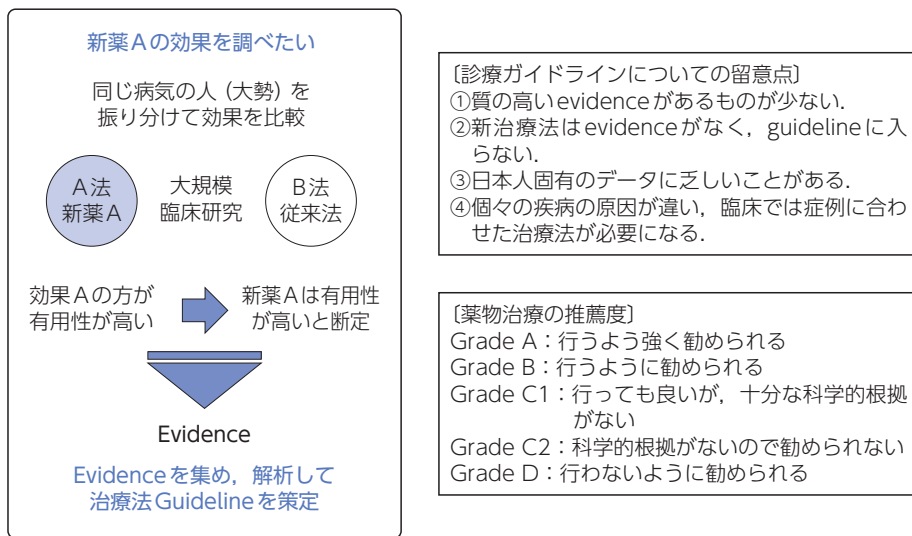 新薬Aの効果を調べたい
同じ病気の人（大勢）を
振り分けて効果を比較
A法
新薬A
大規模
臨床研究
B法
従来法
効果Aの方が
有用性が高い
新薬Aは有用性
が高いと断定
Evidence
Evidenceを集め，解析して
治療法Guidelineを策定
〔診療ガイドラインについての留意点〕
①質の高いevidenceがあるものが少ない．
②新治療法はevidenceがなく，guidelineに入
らない．
③日本人固有のデータに乏しいことがある．
④個々の疾病の原因が違い，臨床では症例に合わ
せた治療法が必要になる．
〔薬物治療の推薦度〕
Grade A：行うよう強く勧められる
Grade B：行うように勧められる
Grade C1：行っても良いが，十分な科学的根拠
がない
Grade C2：科学的根拠がないので勧められない
Grade D：行わないように勧められる